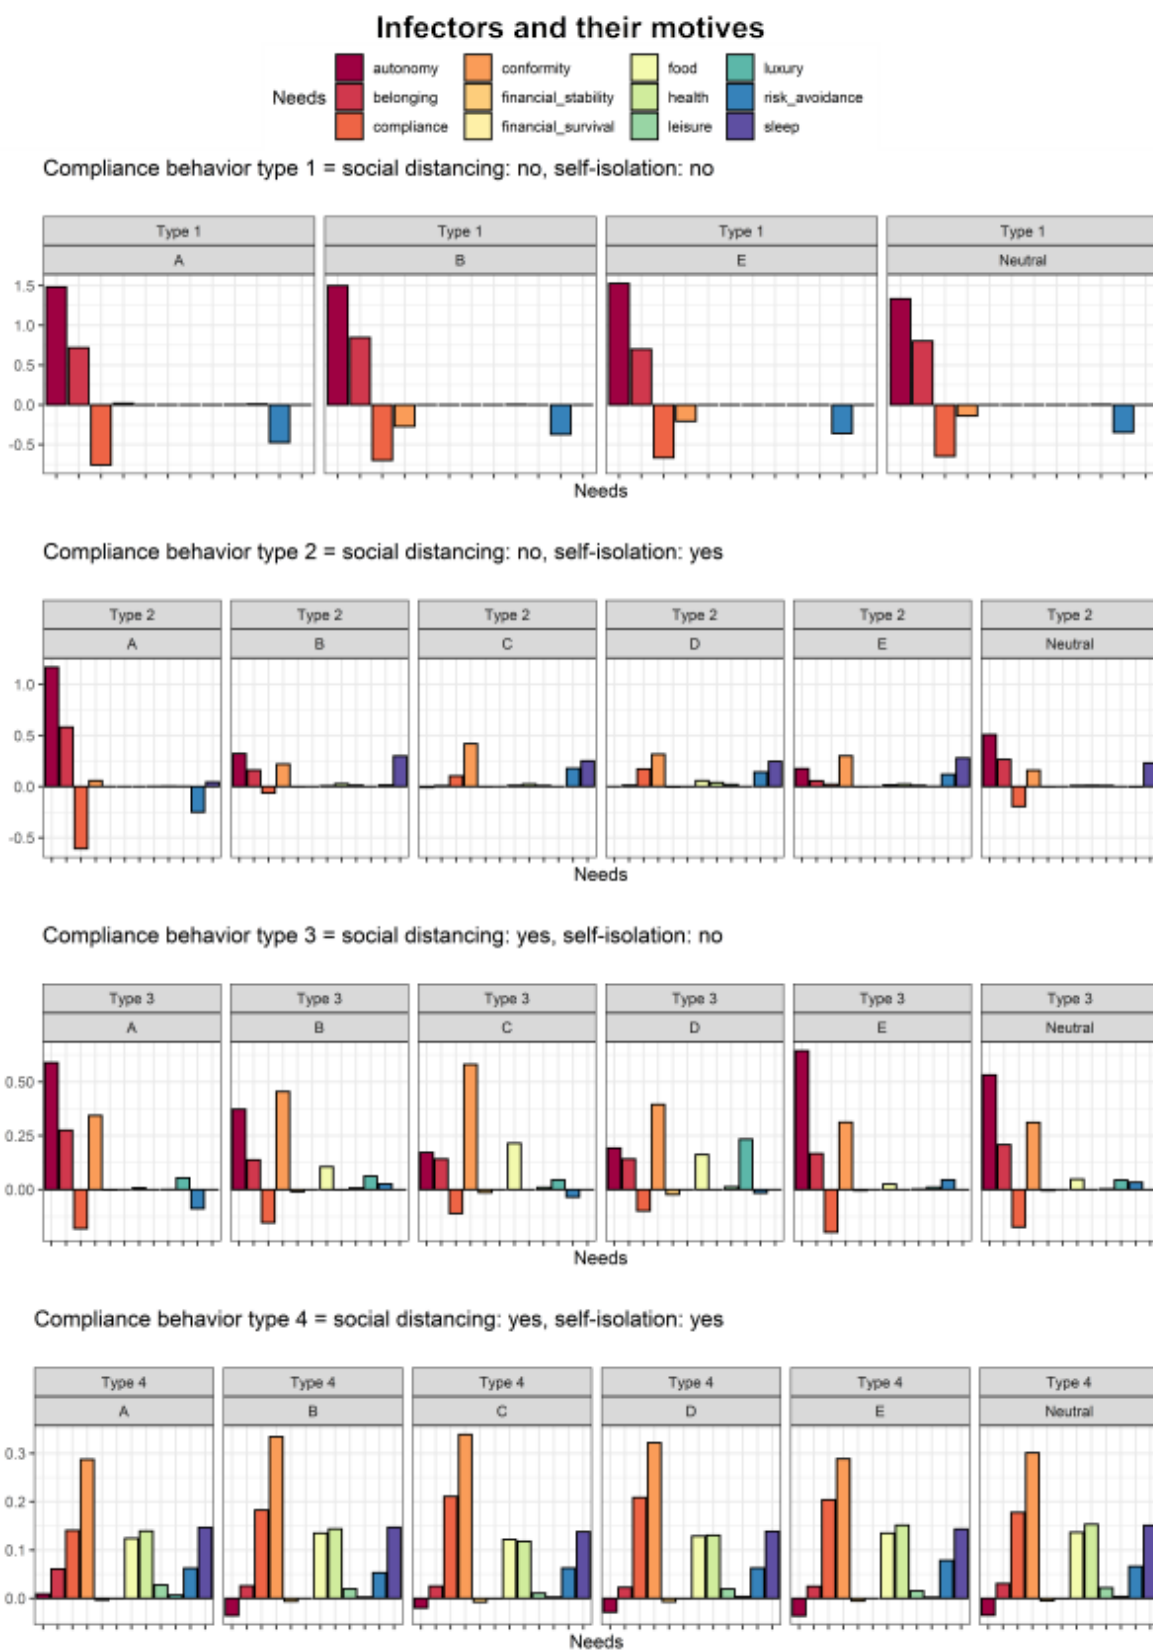 Infectors and their motives
Needs
autonomy conformity food luxury
belonging financial_stability health risk_avoidance
compliance financial_survival leisure sleep
Compliance behavior type 1 = social distancing: no, self-isolation: no
Type 1 Type 1 Type 1 Type 1
A B E Neutral
1.5
1.0
0.5
0.0
-0.5
Needs
Compliance behavior type 2 = social distancing: no, self-isolation: yes
Type 2 Type 2 Type 2 Type 2 Type 2 Type 2
A B C D E Neutral
1.0
0.5
0.0
-0.5
Needs
Compliance behavior type 3 = social distancing: yes, self-isolation: no
Type 3 Type 3 Type 3 Type 3 Type 3 Type 3
A B C D E Neutral
0.50
0.25
0.00
Needs
Compliance behavior type 4 = social distancing: yes, self-isolation: yes
Type 4 Type 4 Type 4 Type 4 Type 4 Type 4
A B C D E Neutral
0.3
0.2
0.1
0.0
Needs